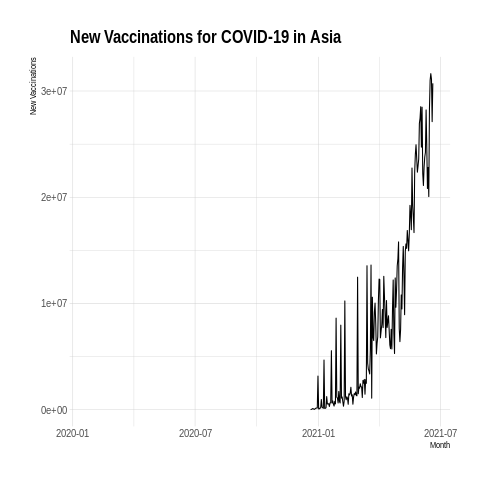 New Vaccinations for COVID-19 in Asia
New Vaccinations
3e+07
2e+07
1e+07
0e+00
2020-01 2020-07 2021-01 2021-07
Month